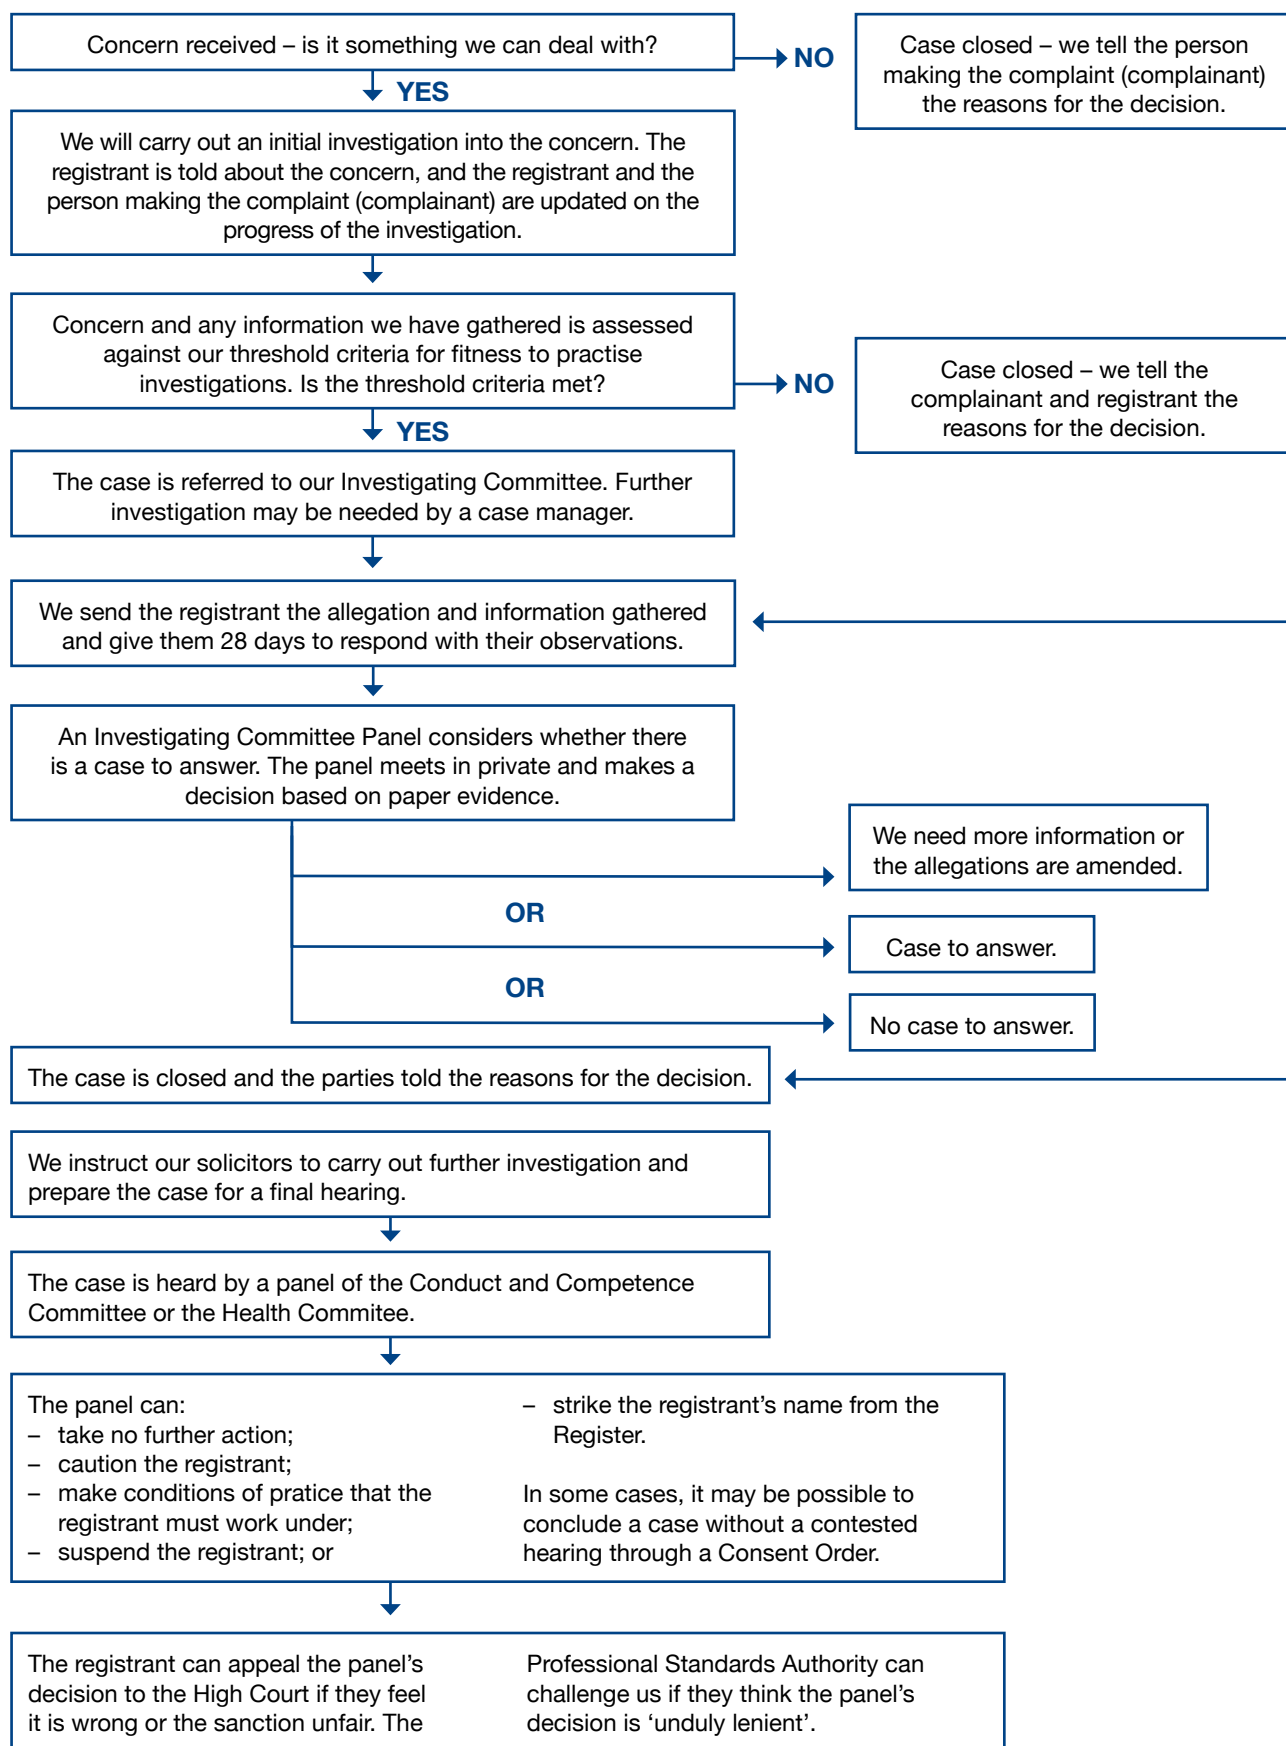 Concern received – is it something we can deal with?
NO
Case closed – we tell the person
making the complaint (complainant)
the reasons for the decision.
YES
We will carry out an initial investigation into the concern. The
registrant is told about the concern, and the registrant and the
person making the complaint (complainant) are updated on the
progress of the investigation.
Concern and any information we have gathered is assessed
against our threshold criteria for fitness to practise
investigations. Is the threshold criteria met?
NO
Case closed – we tell the
complainant and registrant the
reasons for the decision.
YES
The case is referred to our Investigating Committee. Further
investigation may be needed by a case manager.
We send the registrant the allegation and information gathered
and give them 28 days to respond with their observations.
An Investigating Committee Panel considers whether there
is a case to answer. The panel meets in private and makes a
decision based on paper evidence.
We need more information or
the allegations are amended.
OR
Case to answer.
OR
No case to answer.
The case is closed and the parties told the reasons for the decision.
We instruct our solicitors to carry out further investigation and
prepare the case for a final hearing.
The case is heard by a panel of the Conduct and Competence
Committee or the Health Commitee.
The panel can:
– take no further action;
– caution the registrant;
– make conditions of pratice that the
registrant must work under;
– suspend the registrant; or
– strike the registrant’s name from the
Register.
In some cases, it may be possible to
conclude a case without a contested
hearing through a Consent Order.
The registrant can appeal the panel’s
decision to the High Court if they feel
it is wrong or the sanction unfair. The
Professional Standards Authority can
challenge us if they think the panel’s
decision is ‘unduly lenient’.